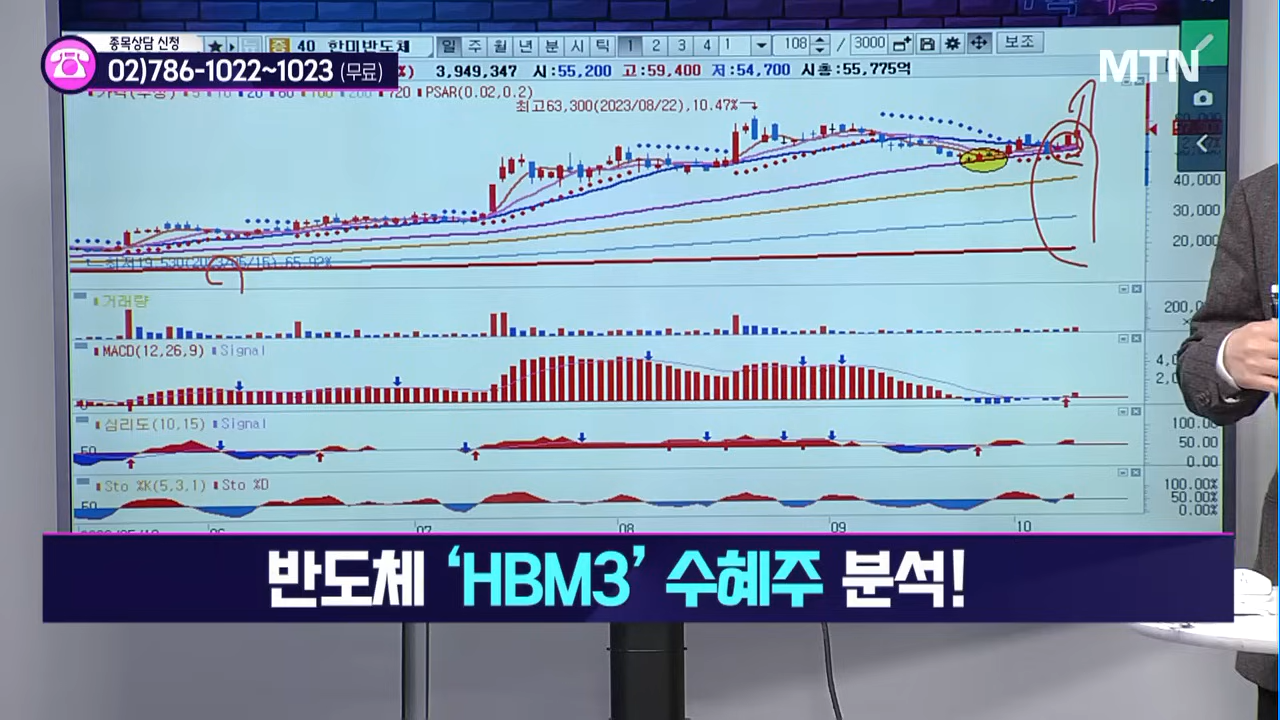 종목상담 신청
02)786-1022~1023 (무료)
MTN
40 한미반도체 일 주 월 년 분 시 틱 1 2 3 4 1 108 / 3000 보조
3,949,347 시:55,200 고:59,400 저:54,700 시총:55,775억
PSAR(0.02,0.2)
최고63,300(2023/08/22),10.47%→
40,000
30,000
20,000
거래량
MACD(12,26,9) Signal
심리도(10,15) Signal
50
100.00
50.00
0.00
Sto %K(5,3,1) Sto %D
50
100.00%
50.00%
0.00%
07 08 09 10
반도체 ‘HBM3’ 수혜주 분석!